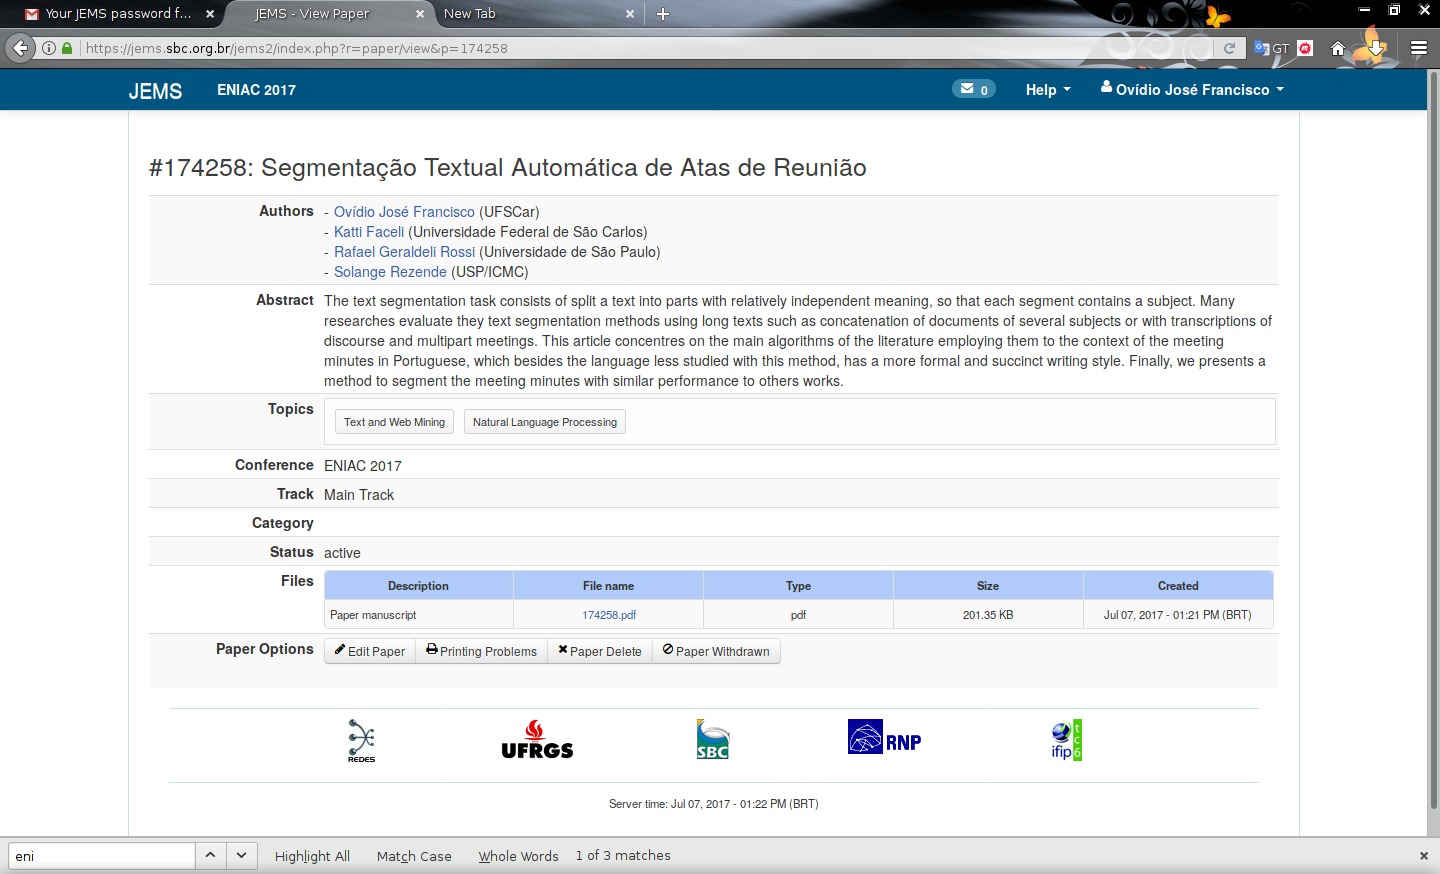 Your JEMS password f...
JEMS - View Paper
New Tab
https://jems.sbc.org.br/jems2/index.php?r=paper/view&p=174258
GT
JEMS
ENIAC 2017
0
Help
Ovídio José Francisco
#174258: Segmentação Textual Automática de Atas de Reunião
Authors
- Ovídio José Francisco (UFSCar)
- Katti Faceli (Universidade Federal de São Carlos)
- Rafael Geraldeli Rossi (Universidade de São Paulo)
- Solange Rezende (USP/ICMC)
Abstract
The text segmentation task consists of split a text into parts with relatively independent meaning, so that each segment contains a subject. Many
researches evaluate they text segmentation methods using long texts such as concatenation of documents of several subjects or with transcriptions of
discourse and multipart meetings. This article concentres on the main algorithms of the literature employing them to the context of the meeting
minutes in Portuguese, which besides the language less studied with this method, has a more formal and succinct writing style. Finally, we presents a
method to segment the meeting minutes with similar performance to others works.
Topics
Text and Web Mining
Natural Language Processing
Conference
ENIAC 2017
Track
Main Track
Category
Status
active
Files
Description
File name
Type
Size
Created
Paper manuscript
174258.pdf
pdf
201.35 KB
Jul 07, 2017 - 01:21 PM (BRT)
Paper Options
Edit Paper
Printing Problems
Paper Delete
Paper Withdrawn
REDES
UFRGS
SBC
RNP
ifip
tc6
Server time: Jul 07, 2017 - 01:22 PM (BRT)
eni
Highlight All
Match Case
Whole Words
1 of 3 matches